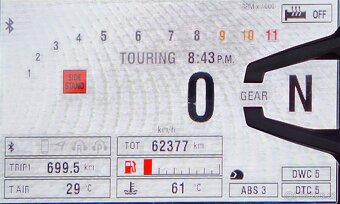 RPM x 1000
OFF
1 2 3 4 5 6 7 8 9 10 11
TOURING 8:43 P.M.
SIDE STAND
0
GEAR N
km/h
TOT 62377 km
TRIP1 699.5 km
T AIR 29 °C
61 °C
DWC 5
ABS 3
DTC 5